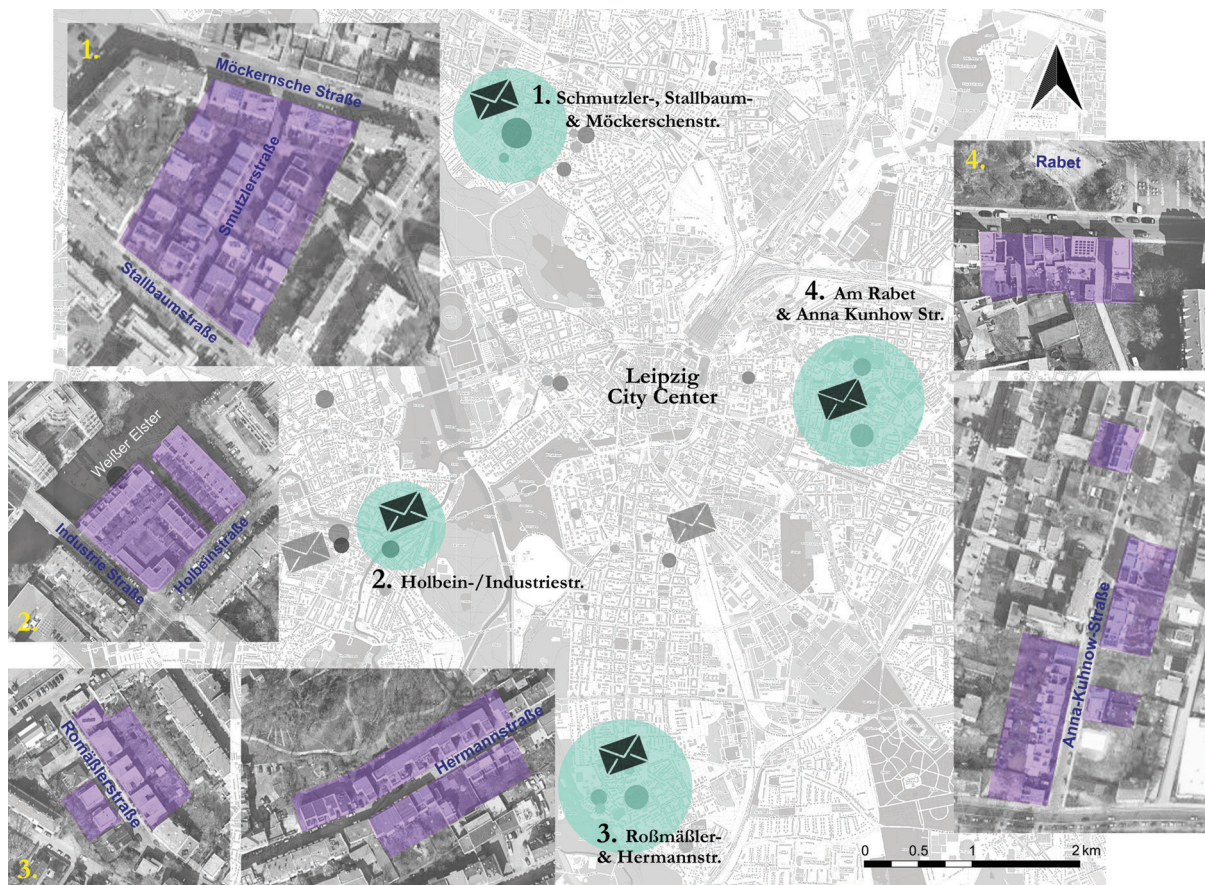 1.
Möckernsche Straße
Smutzlerstraße
Stallbaumstraße
1. Schmutzler-, Stallbaum-
& Möckerschenstr.
4.
Rabet
4. Am Rabet
& Anna Kunhow Str.
Leipzig
City Center
Weißer Elster
Industrie Straße
Holbeinstraße
2.
2. Holbein-/Industriestr.
Anna-Kuhnow-Straße
Romäßlerstraße
3.
Hermannstraße
3. Roßmäßler-
& Hermannstr.
0 0.5 1 2 km